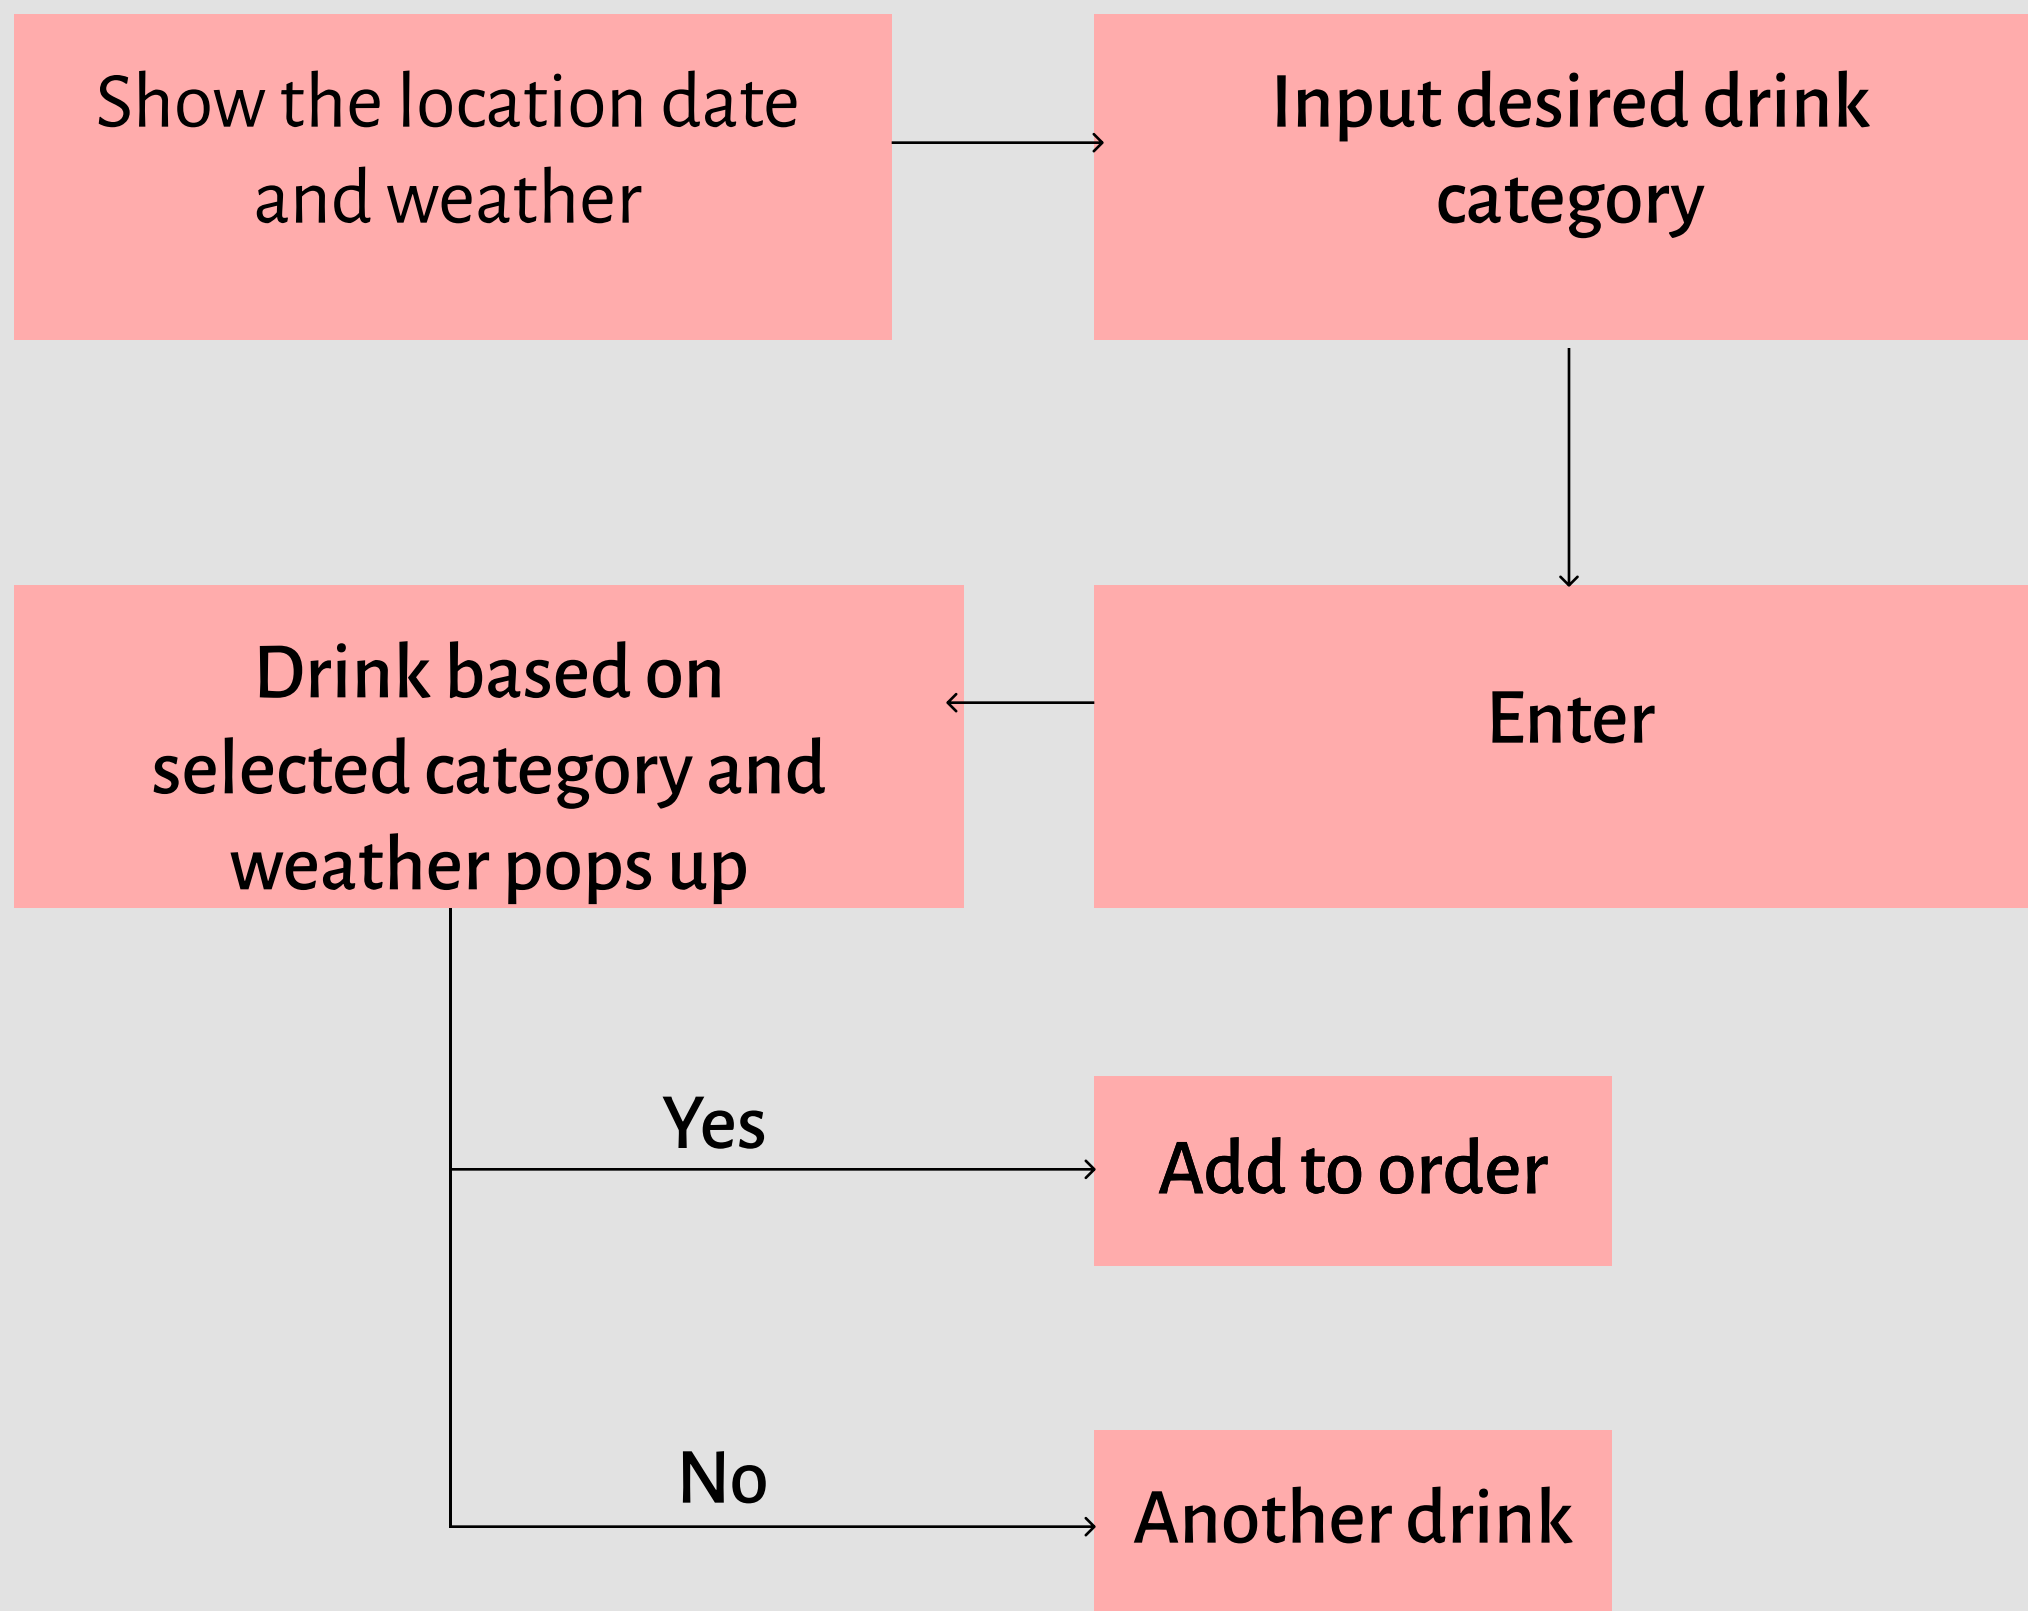 Show the location date
and weather
Input desired drink
category
Enter
Drink based on
selected category and
weather pops up
Yes
Add to order
No
Another drink